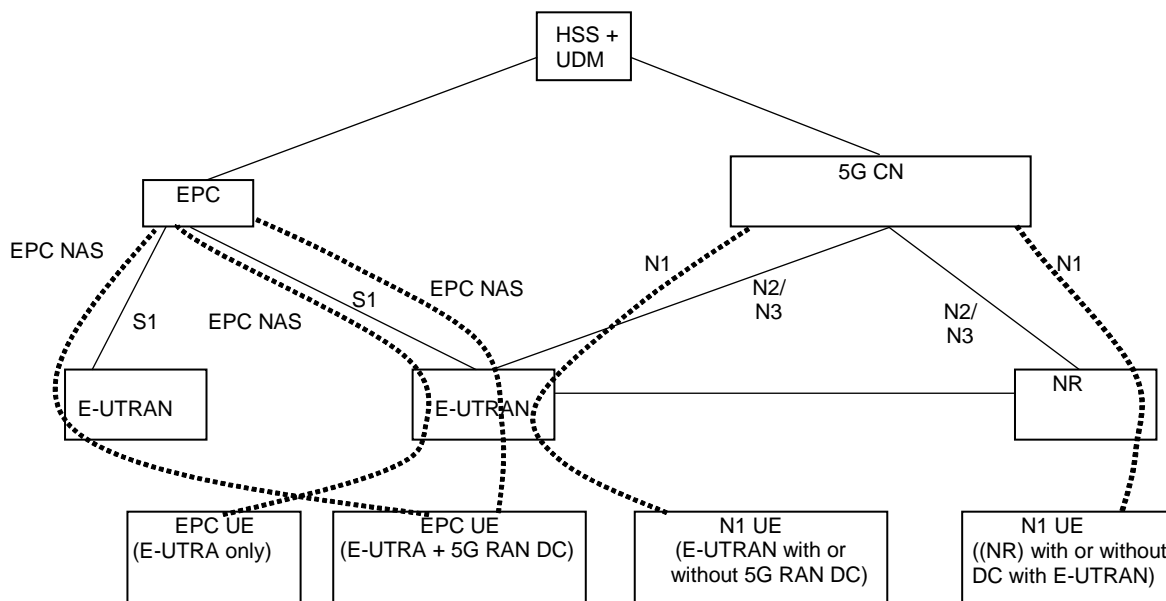 HSS +
UDM
EPC
5G CN
EPC NAS
N1
N1
S1
EPC NAS
N2/
N3
EPC NAS
N2/
N3
S1
E-UTRAN
E-UTRAN
NR
EPC UE
(E-UTRA only)
EPC UE
(E-UTRA + 5G RAN DC)
N1 UE
(E-UTRAN with or
without 5G RAN DC)
N1 UE
((NR) with or without
DC with E-UTRAN)